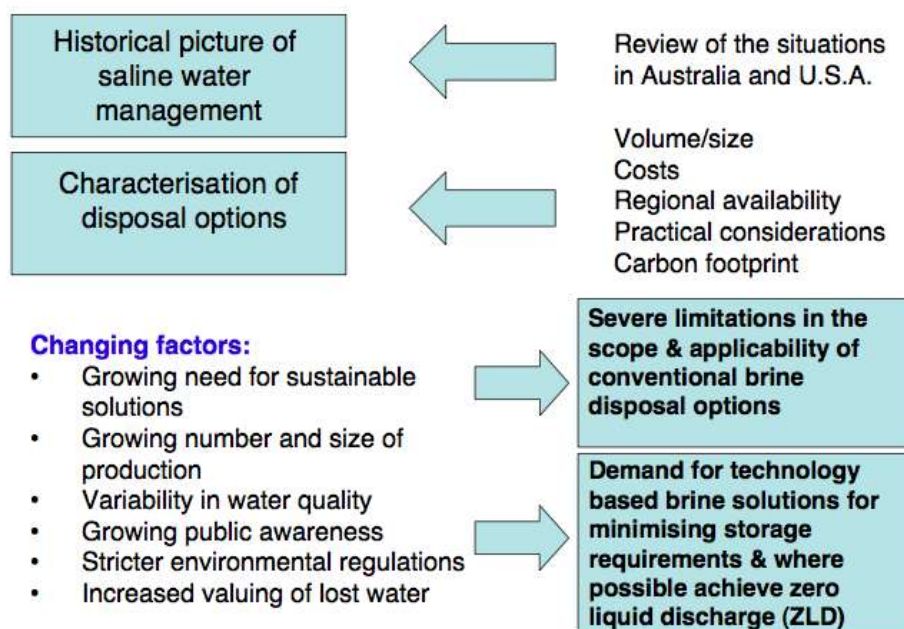 Historical picture of
saline water
management
Review of the situations
in Australia and U.S.A.
Characterisation of
disposal options
Volume/size
Costs
Regional availability
Practical considerations
Carbon footprint
Changing factors:
• Growing need for sustainable
solutions
• Growing number and size of
production
• Variability in water quality
• Growing public awareness
• Stricter environmental regulations
• Increased valuing of lost water
Severe limitations in the
scope & applicability of
conventional brine
disposal options
Demand for technology
based brine solutions for
minimising storage
requirements & where
possible achieve zero
liquid discharge (ZLD)